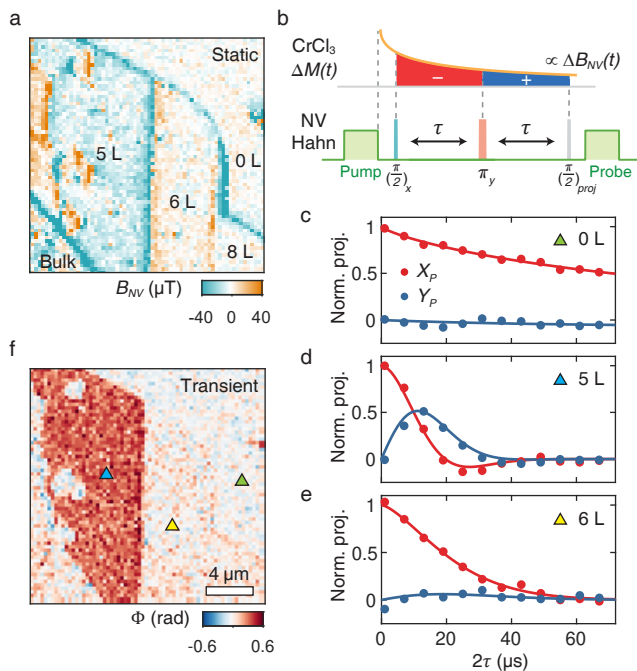 a
Static
5 L
6 L
0 L
8 L
Bulk
B_NV (μT)
-40 0 40
b
CrCl₃
ΔM(t)
∝ ΔB_NV(t)
− +
NV
Hahn
τ τ
Pump
(π/2)ₓ
π_y
(π/2)_proj
Probe
c
Norm. proj.
1
0.5
0
0 L
X_P
Y_P
d
Norm. proj.
1
0.5
0
5 L
e
Norm. proj.
1
0.5
0
6 L
0 20 40 60
2τ (μs)
f
Transient
4 μm
Φ (rad)
-0.6 0.6